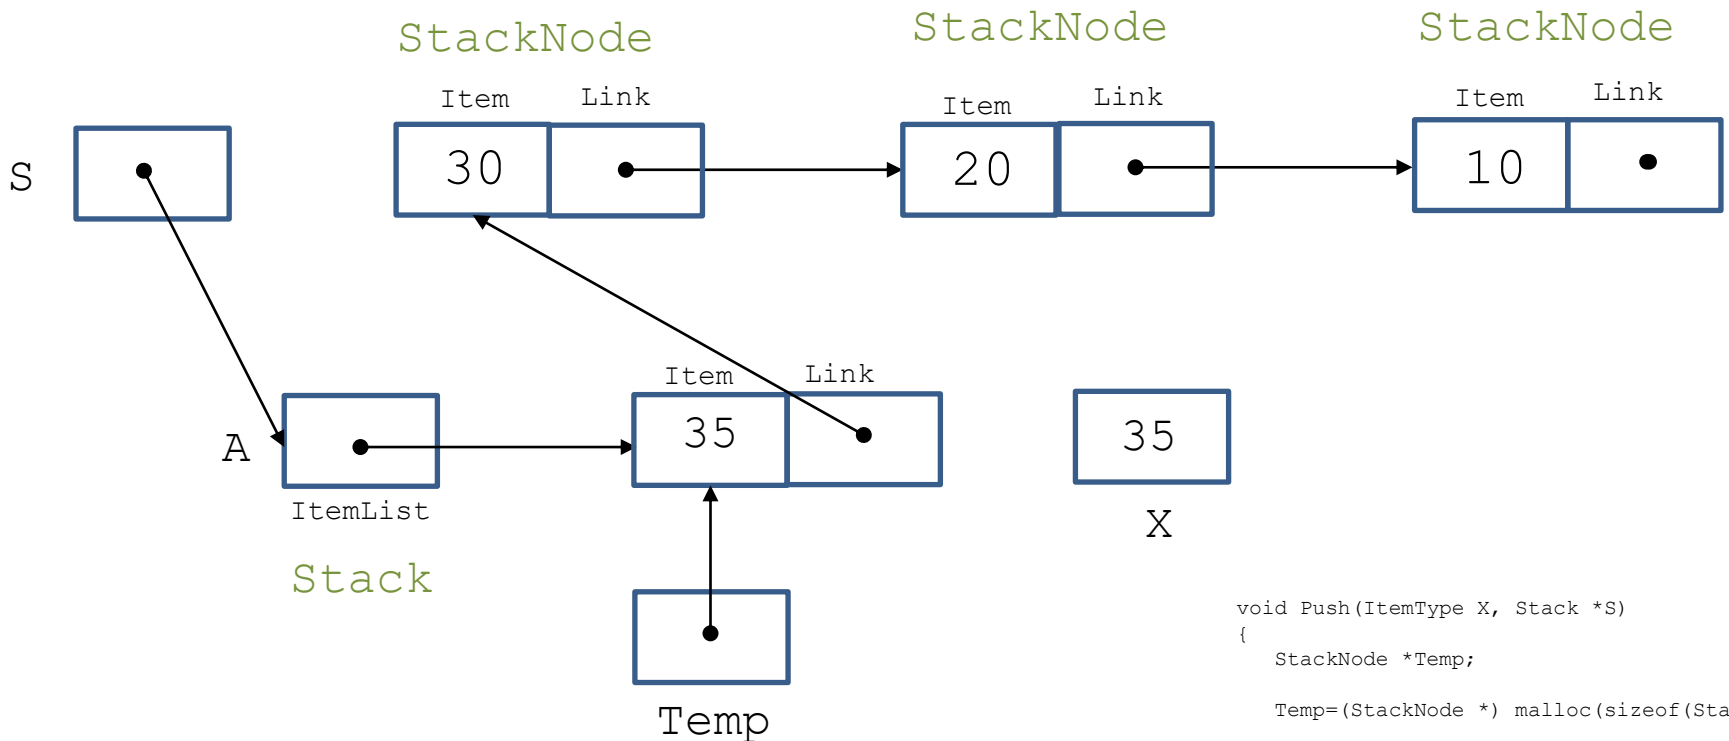 StackNode StackNode StackNode
Item Link Item Link Item Link
S 30 20 10
Item Link
A 35 35
ItemList X
Stack
Temp
void Push(ItemType X, Stack *S)
{
StackNode *Temp;
Temp=(StackNode *) malloc(sizeof(Sta